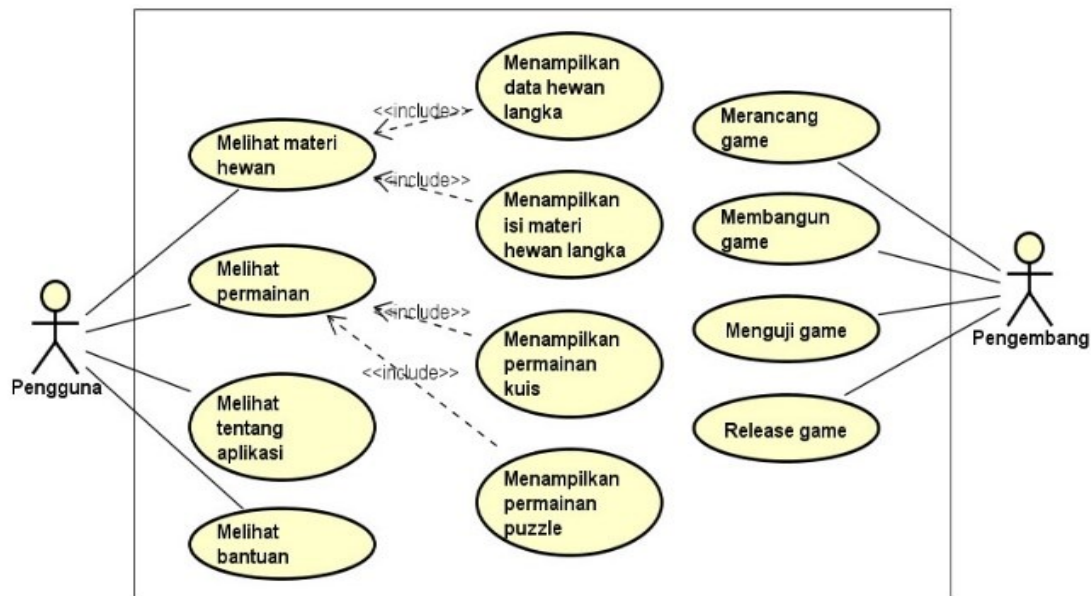 Menampilkan
data hewan
langka
<<include>>
Melihat materi
hewan
<<include>>
Menampilkan
isi materi
hewan langka
Melihat
permainan
<<include>>
Menampilkan
permainan
kuis
<<include>>
Melihat
tentang
aplikasi
Menampilkan
permainan
puzzle
Melihat
bantuan
Pengguna
Merancang
game
Membangun
game
Menguji game
Release game
Pengembang